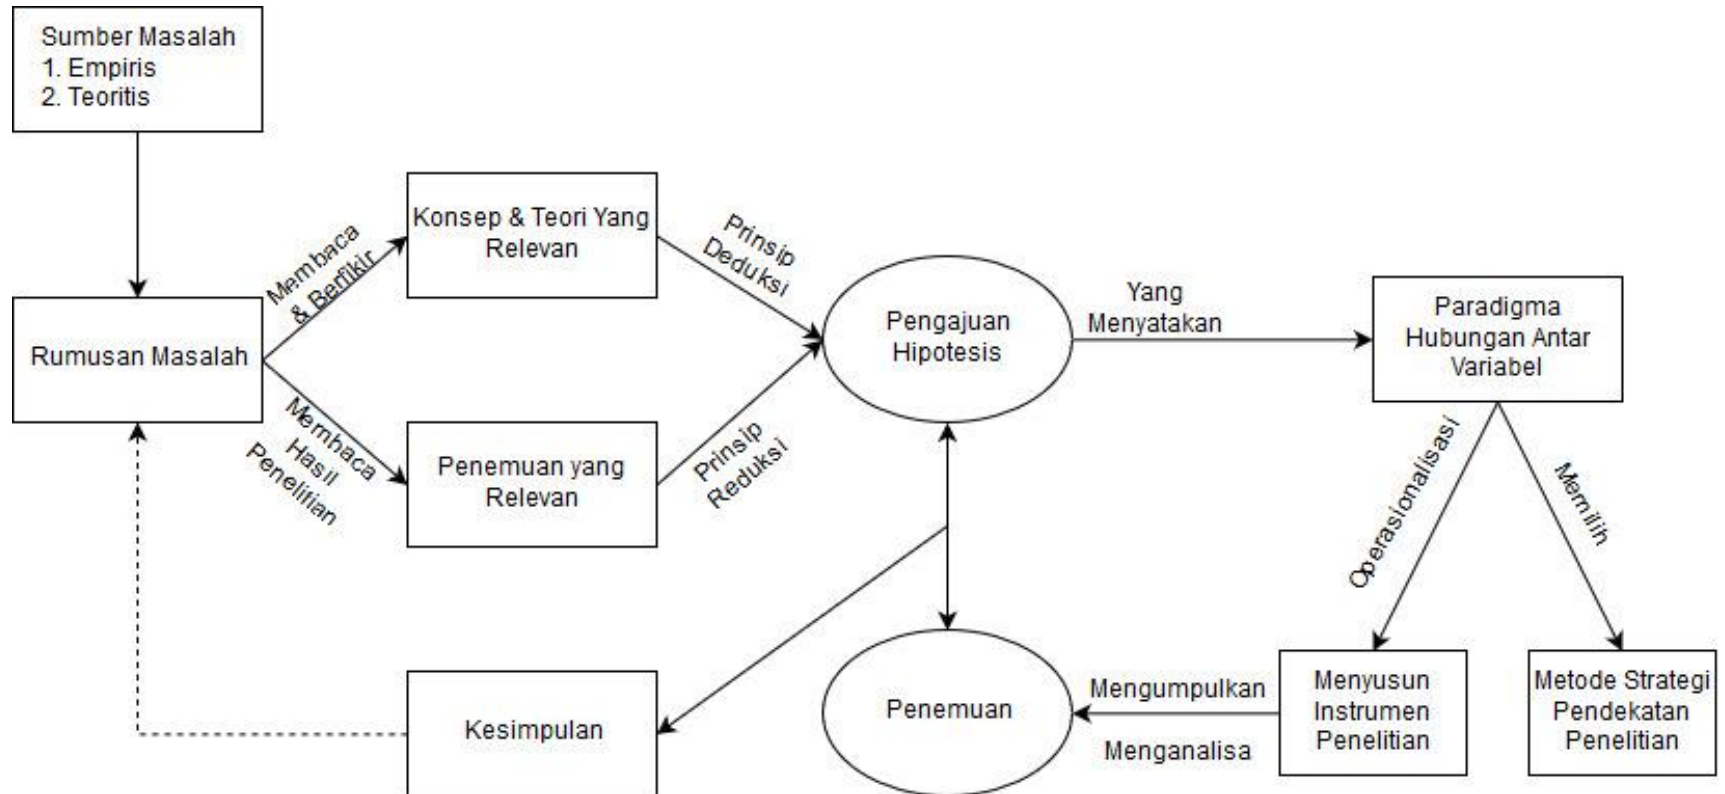 Sumber Masalah
1. Empiris
2. Teoritis
Rumusan Masalah
Membaca
& Berfikir
Konsep & Teori Yang
Relevan
Prinsip
Deduksi
Membaca
Hasil
Penelitian
Penemuan yang
Relevan
Prinsip
Reduksi
Pengajuan
Hipotesis
Yang
Menyatakan
Paradigma
Hubungan Antar
Variabel
Operasionalisasi
Memilih
Menyusun
Instrumen
Penelitian
Metode Strategi
Pendekatan
Penelitian
Mengumpulkan
Menganalisa
Penemuan
Kesimpulan